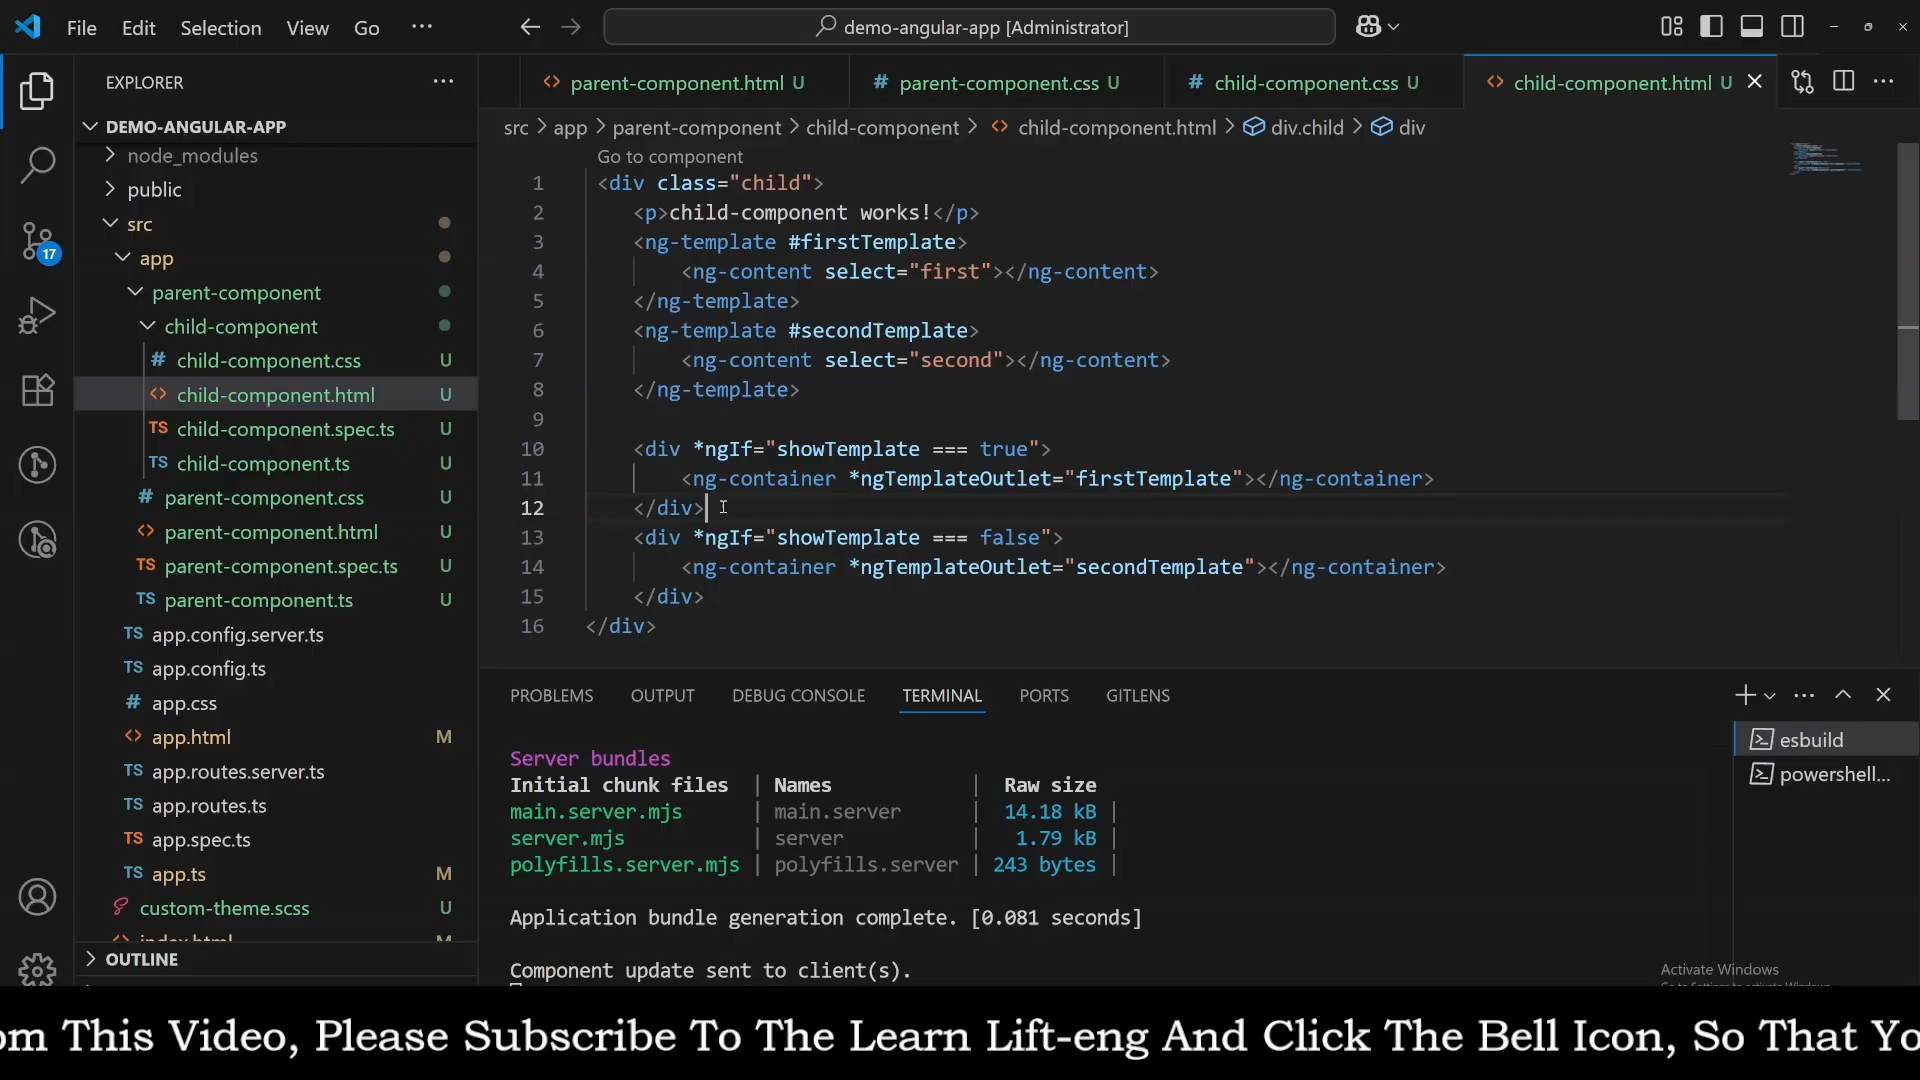 File Edit Selection View Go ··· demo-angular-app [Administrator]
EXPLORER ···
DEMO-ANGULAR-APP
node_modules
public
src
app
parent-component
child-component
# child-component.css U
<> child-component.html U
TS child-component.spec.ts U
TS child-component.ts U
# parent-component.css U
<> parent-component.html U
TS parent-component.spec.ts U
TS parent-component.ts U
TS app.config.server.ts
TS app.config.ts
# app.css
<> app.html M
TS app.routes.server.ts
TS app.routes.ts
TS app.spec.ts
TS app.ts M
custom-theme.scss U
<> index.html M
OUTLINE
17
<> parent-component.html U # parent-component.css U # child-component.css U <> child-component.html U
src > app > parent-component > child-component > <> child-component.html > div.child > div
Go to component
1 <div class="child">
2 <p>child-component works!</p>
3 <ng-template #firstTemplate>
4 <ng-content select="first"></ng-content>
5 </ng-template>
6 <ng-template #secondTemplate>
7 <ng-content select="second"></ng-content>
8 </ng-template>
9
10 <div *ngIf="showTemplate === true">
11 <ng-container *ngTemplateOutlet="firstTemplate"></ng-container>
12 </div>
13 <div *ngIf="showTemplate === false">
14 <ng-container *ngTemplateOutlet="secondTemplate"></ng-container>
15 </div>
16 </div>
PROBLEMS OUTPUT DEBUG CONSOLE TERMINAL PORTS GITLENS
Server bundles
Initial chunk files | Names | Raw size
main.server.mjs | main.server | 14.18 kB |
server.mjs | server | 1.79 kB |
polyfills.server.mjs | polyfills.server | 243 bytes |
Application bundle generation complete. [0.081 seconds]
Component update sent to client(s).
esbuild
powershell...
Activate Windows
om This Video, Please Subscribe To The Learn Lift-eng And Click The Bell Icon, So That Yo